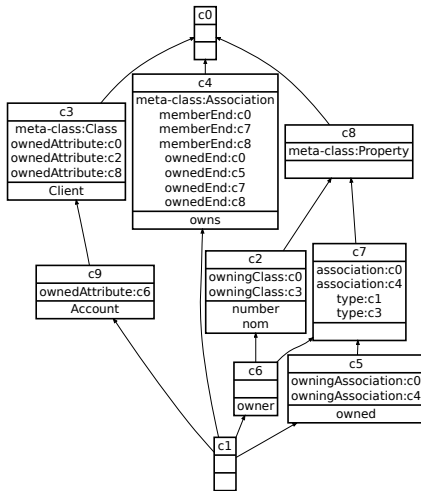 c0
c4
meta-class:Association
memberEnd:c0
memberEnd:c7
memberEnd:c8
ownedEnd:c0
ownedEnd:c5
ownedEnd:c7
ownedEnd:c8
owns
c3
meta-class:Class
ownedAttribute:c0
ownedAttribute:c2
ownedAttribute:c8
Client
c8
meta-class:Property
c9
ownedAttribute:c6
Account
c2
owningClass:c0
owningClass:c3
number
nom
c7
association:c0
association:c4
type:c1
type:c3
c6
owner
c5
owningAssociation:c0
owningAssociation:c4
owned
c1